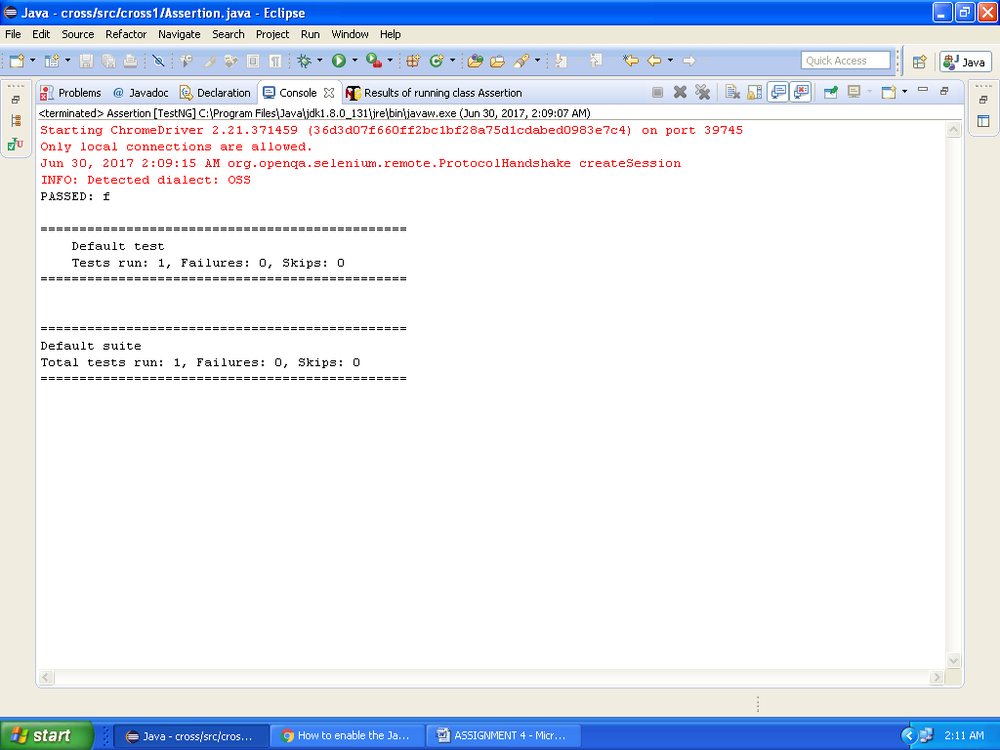 Java - cross/src/cross1/Assertion.java - Eclipse
File Edit Source Refactor Navigate Search Project Run Window Help
Quick Access
Java
Problems @ Javadoc Declaration Console Results of running class Assertion
<terminated> Assertion [TestNG] C:\Program Files\Java\jdk1.8.0_131\jre\bin\javaw.exe (Jun 30, 2017, 2:09:07 AM)
Starting ChromeDriver 2.21.371459 (36d3d07f660ff2bc1bf28a75d1cdabed0983e7c4) on port 39745
Only local connections are allowed.
Jun 30, 2017 2:09:15 AM org.openqa.selenium.remote.ProtocolHandshake createSession
INFO: Detected dialect: OSS
PASSED: f
===============================================
    Default test
    Tests run: 1, Failures: 0, Skips: 0
===============================================
===============================================
Default suite
Total tests run: 1, Failures: 0, Skips: 0
===============================================
start Java - cross/src/cros... How to enable the Ja... ASSIGNMENT 4 - Micr... 2:11 AM